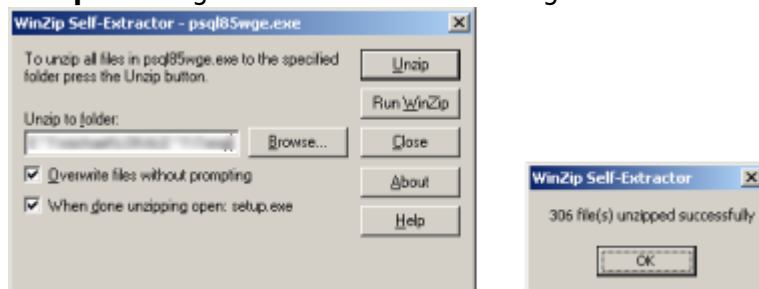 WinZip Self-Extractor - psql85wge.exe
To unzip all files in psql85wge.exe to the specified
folder press the Unzip button.
Unzip to folder:
Browse...
Overwrite files without prompting
When done unzipping open: setup.exe
Unzip
Run WinZip
Close
About
Help
WinZip Self-Extractor
306 file(s) unzipped successfully
OK